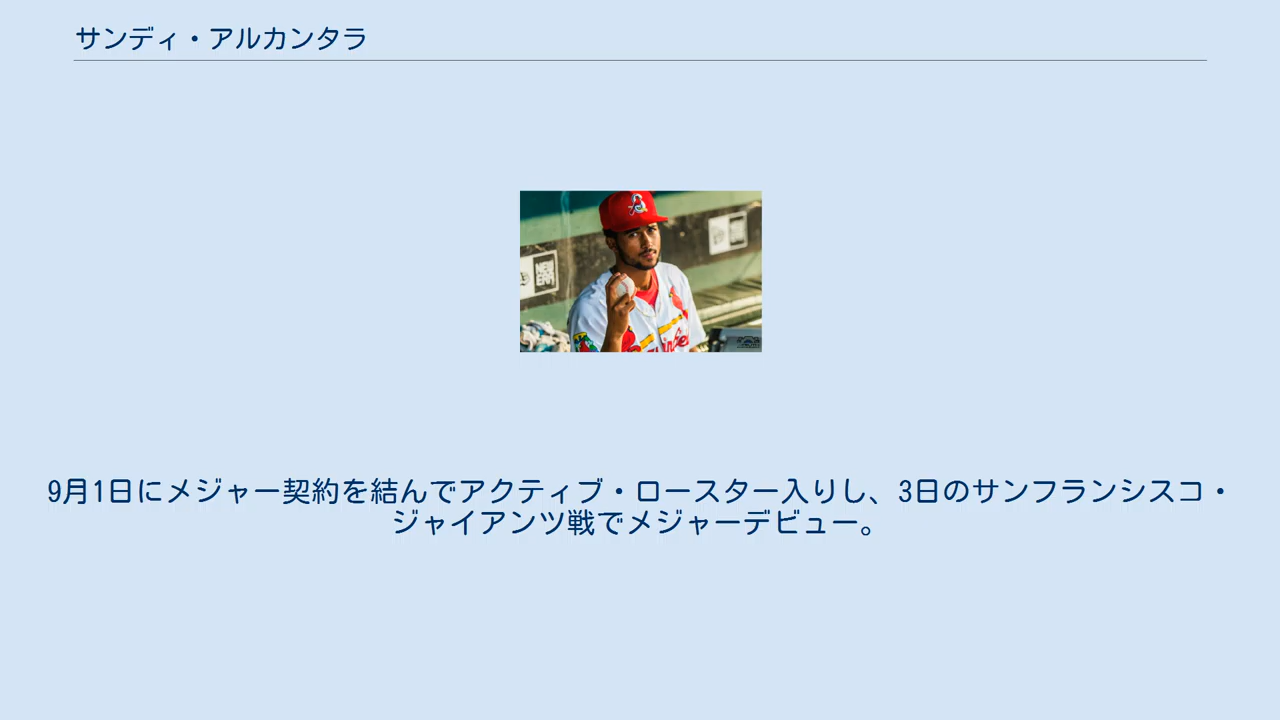 サンディ・アルカンタラ
NEW
ERA
9月1日にメジャー契約を結んでアクティブ・ロースター入りし、3日のサンフランシスコ・
ジャイアンツ戦でメジャーデビュー。